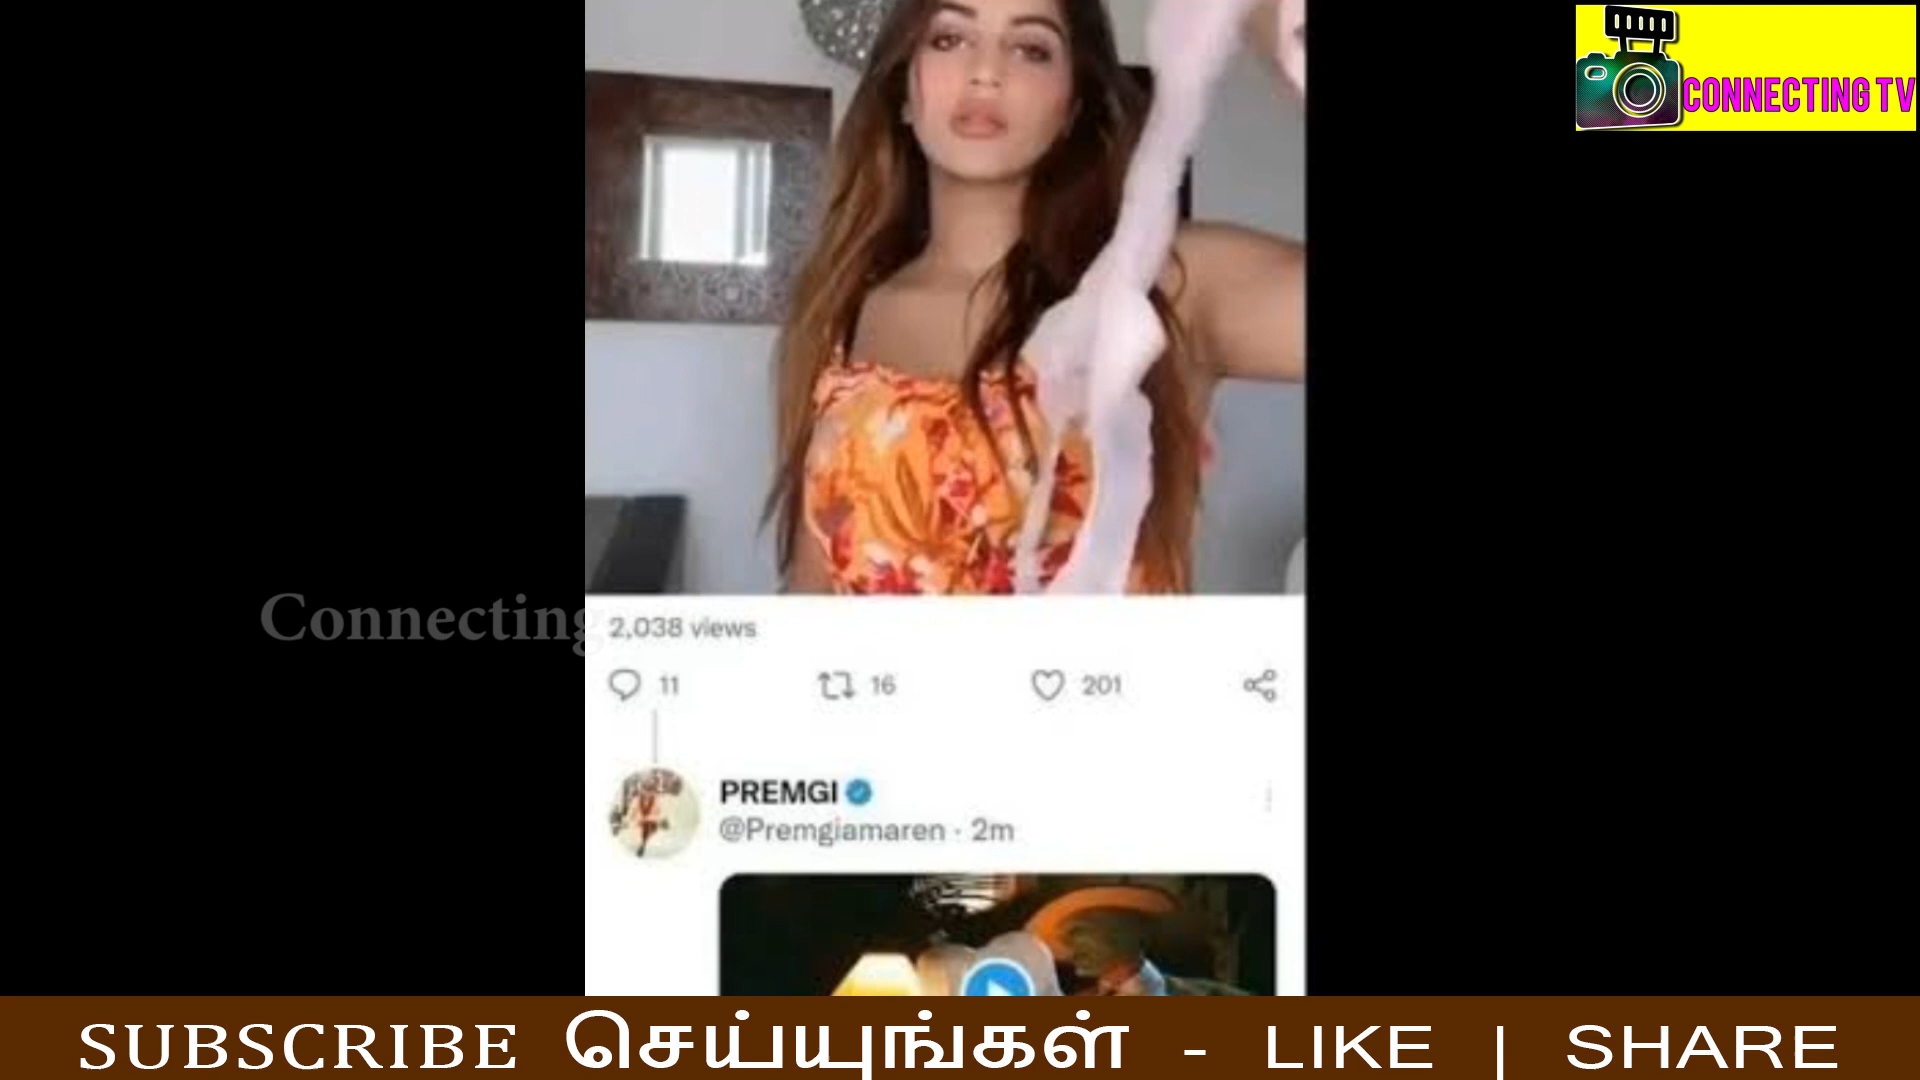 CONNECTING TV
Connecting
2,038 views
11 16 201
PREMGI
@Premgiamaren · 2m
SUBSCRIBE செய்யுங்கள் - LIKE | SHARE